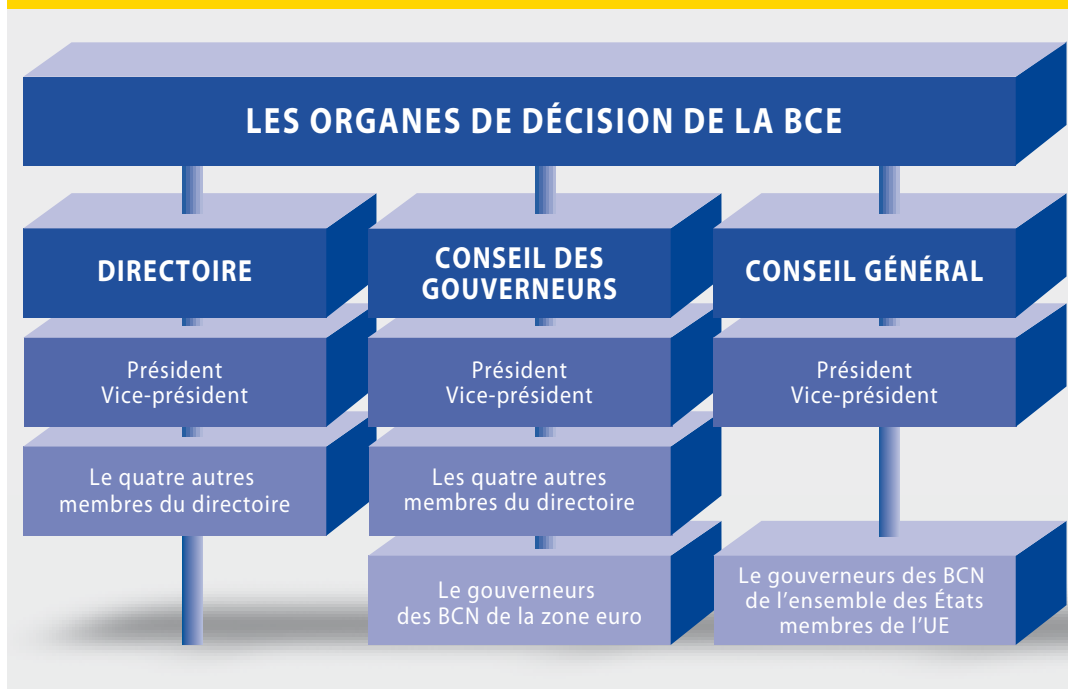 LES ORGANES DE DÉCISION DE LA BCE
DIRECTOIRE
Président
Vice-président
Le quatre autres
membres du directoire
CONSEIL DES
GOUVERNEURS
Président
Vice-président
Les quatre autres
membres du directoire
Le gouverneurs
des BCN de la zone euro
CONSEIL GÉNÉRAL
Président
Vice-président
Le gouverneurs des BCN
de l’ensemble des États
membres de l’UE